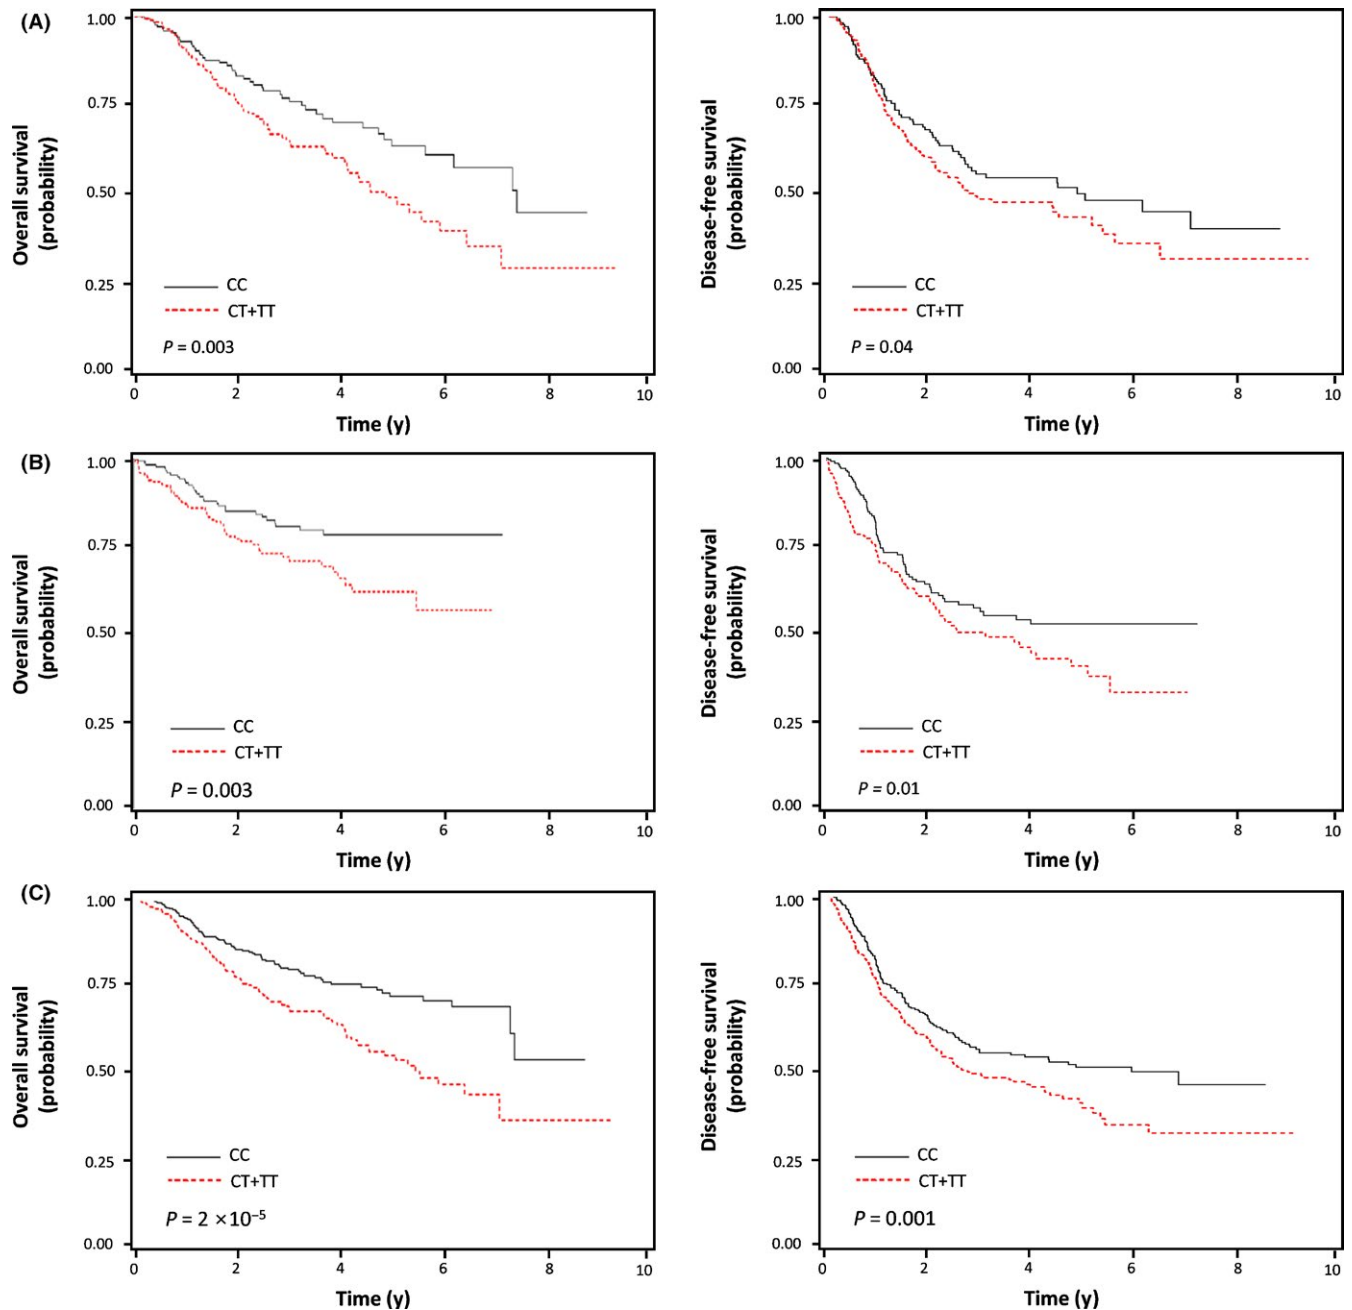 (A)
Overall survival
(probability)
1.00
0.75
0.50
0.25
0.00
CC
CT+TT
P = 0.003
0 2 4 6 8 10
Time (y)
Disease-free survival
(probability)
1.00
0.75
0.50
0.25
0.00
CC
CT+TT
P = 0.04
0 2 4 6 8 10
Time (y)
(B)
Overall survival
(probability)
1.00
0.75
0.50
0.25
0.00
CC
CT+TT
P = 0.003
0 2 4 6 8 10
Time (y)
Disease-free survival
(probability)
1.00
0.75
0.50
0.25
0.00
CC
CT+TT
P = 0.01
0 2 4 6 8 10
Time (y)
(C)
Overall survival
(probability)
1.00
0.75
0.50
0.25
0.00
CC
CT+TT
P = 2 ×10⁻⁵
0 2 4 6 8 10
Time (y)
Disease-free survival
(probability)
1.00
0.75
0.50
0.25
0.00
CC
CT+TT
P = 0.001
0 2 4 6 8 10
Time (y)